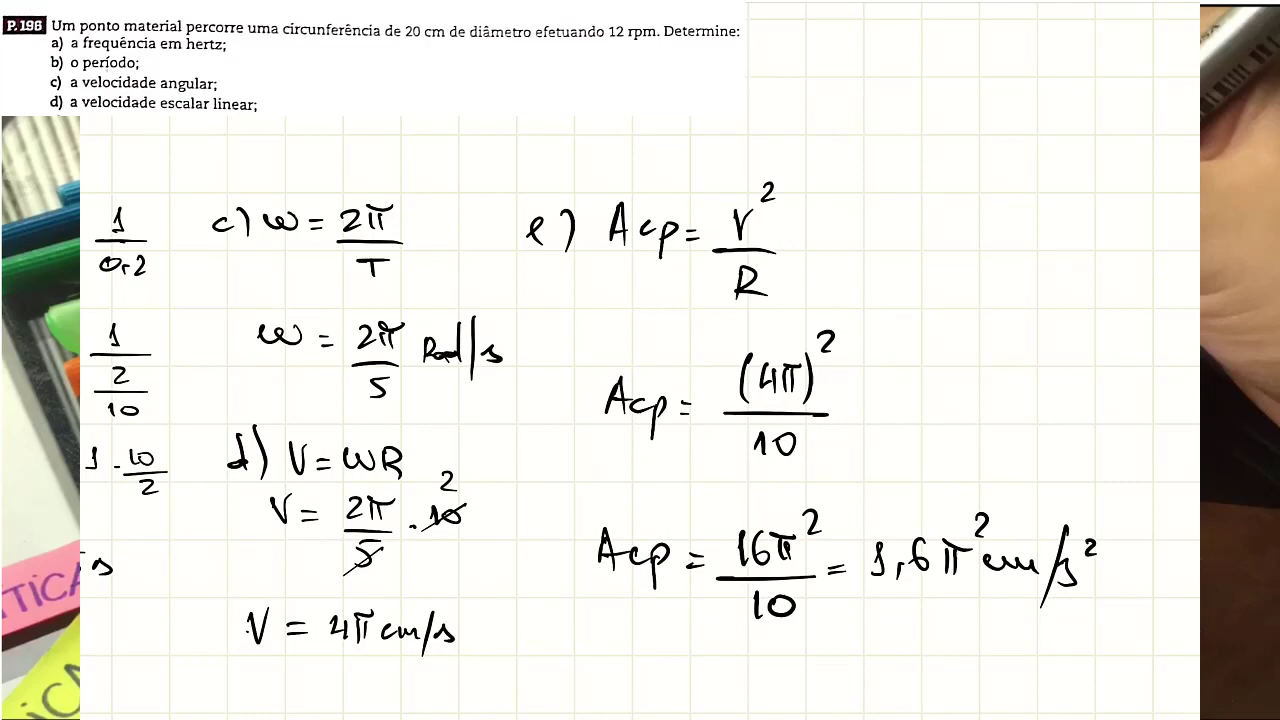 P.196 Um ponto material percorre uma circunferência de 20 cm de diâmetro efetuando 12 rpm. Determine:
a) a frequência em hertz;
b) o período;
c) a velocidade angular;
d) a velocidade escalar linear;
1
0,2
1
2
10
1 . 10
2
s
c) ω = 2π
T
ω = 2π Rad/s
5
d) V = ωR
V = 2π . 10 2
5
V = 4π cm/s
e) Acp = V²
R
Acp = (4π)²
10
Acp = 16π² = 1,6π² cm/s²
10
TICA
ICA